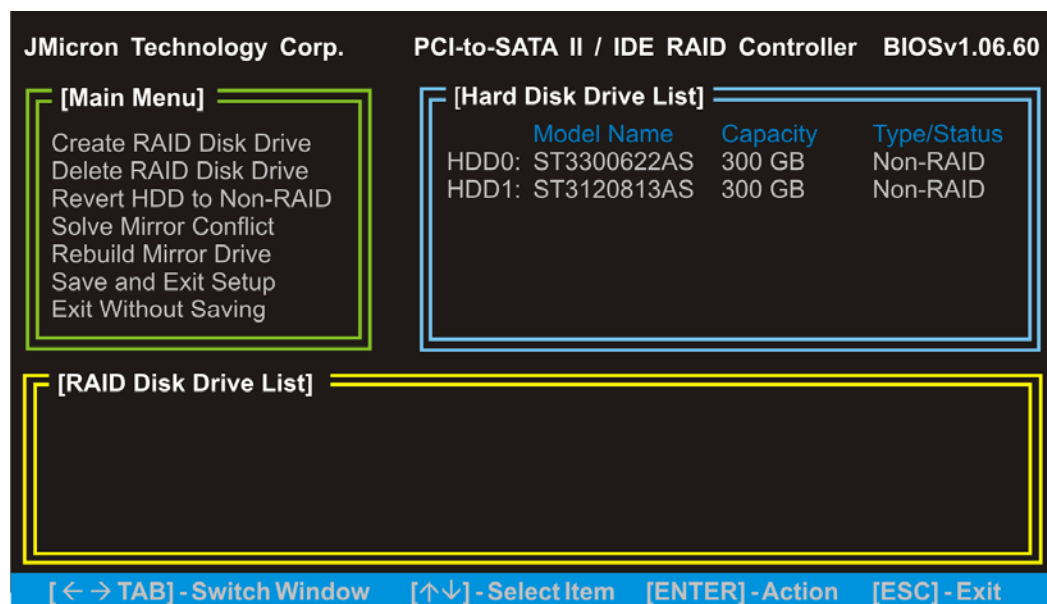 JMicron Technology Corp. PCI-to-SATA II / IDE RAID Controller BIOSv1.06.60
[Main Menu]
Create RAID Disk Drive
Delete RAID Disk Drive
Revert HDD to Non-RAID
Solve Mirror Conflict
Rebuild Mirror Drive
Save and Exit Setup
Exit Without Saving
[Hard Disk Drive List]
Model Name Capacity Type/Status
HDD0: ST3300622AS 300 GB Non-RAID
HDD1: ST3120813AS 300 GB Non-RAID
[RAID Disk Drive List]
[← → TAB] - Switch Window [↑↓] - Select Item [ENTER] - Action [ESC] - Exit